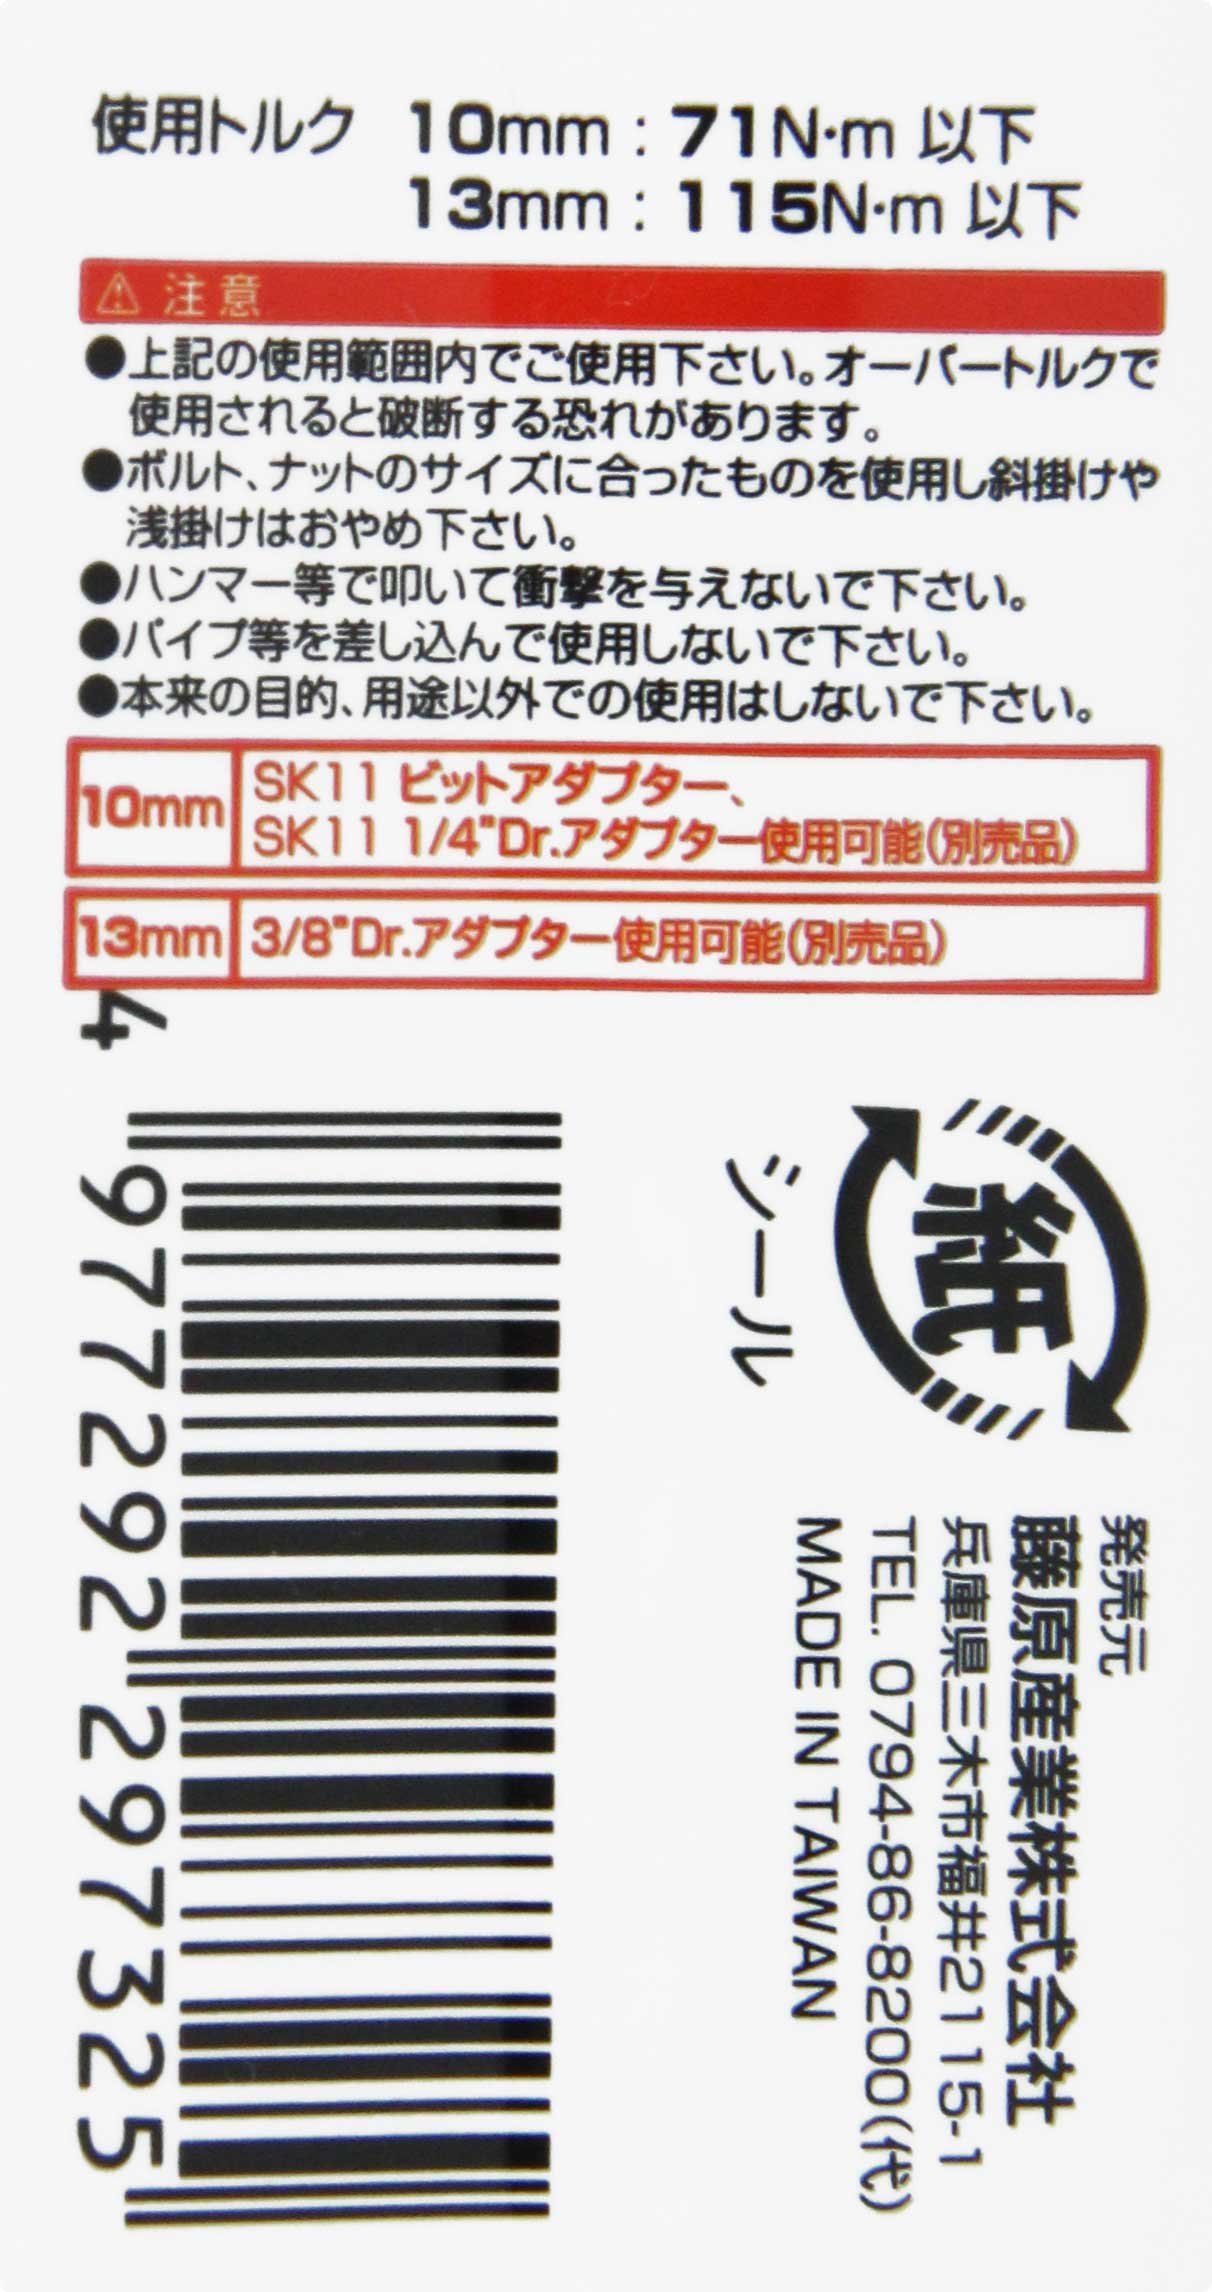 使用トルク 10mm : 71N·m 以下
13mm : 115N·m 以下
⚠ 注意
●上記の使用範囲内でご使用下さい。オーバートルクで
使用されると破断する恐れがあります。
●ボルト、ナットのサイズに合ったものを使用し斜掛けや
浅掛けはおやめ下さい。
●ハンマー等で叩いて衝撃を与えないで下さい。
●パイプ等を差し込んで使用しないで下さい。
●本来の目的、用途以外での使用はしないで下さい。
10mm SK11 ビットアダプター、
SK11 1/4"Dr.アダプター使用可能(別売品)
13mm 3/8"Dr.アダプター使用可能(別売品)
4 977292 297325
紙
シール
発売元
藤原産業株式会社
兵庫県三木市福井2115-1
TEL. 0794-86-8200(代)
MADE IN TAIWAN